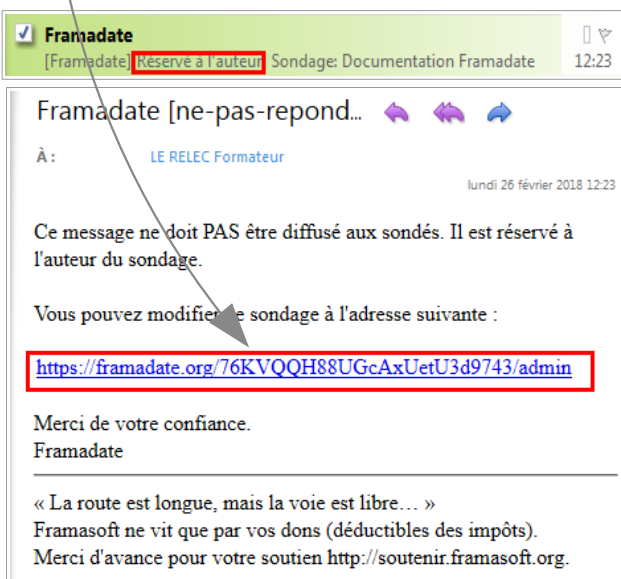 Framadate
[Framadate] Réservé à l'auteur Sondage: Documentation Framadate 12:23
Framadate [ne-pas-repond...
À : LE RELEC Formateur
lundi 26 février 2018 12:23
Ce message ne doit PAS être diffusé aux sondés. Il est réservé à
l'auteur du sondage.
Vous pouvez modifier le sondage à l'adresse suivante :
https://framadate.org/76KVQQH88UGcAxUetU3d9743/admin
Merci de votre confiance.
Framadate
« La route est longue, mais la voie est libre… »
Framasoft ne vit que par vos dons (déductibles des impôts).
Merci d'avance pour votre soutien http://soutenir.framasoft.org.